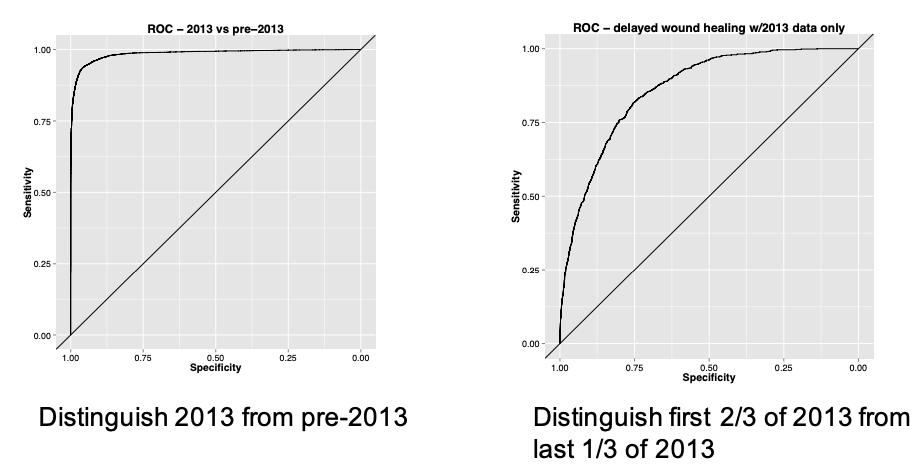 ROC – 2013 vs pre–2013
1.00
0.75
0.50
0.25
0.00
Sensitivity
1.00 0.75 0.50 0.25 0.00
Specificity
Distinguish 2013 from pre-2013
ROC – delayed wound healing w/2013 data only
1.00
0.75
0.50
0.25
0.00
Sensitivity
1.00 0.75 0.50 0.25 0.00
Specificity
Distinguish first 2/3 of 2013 from
last 1/3 of 2013